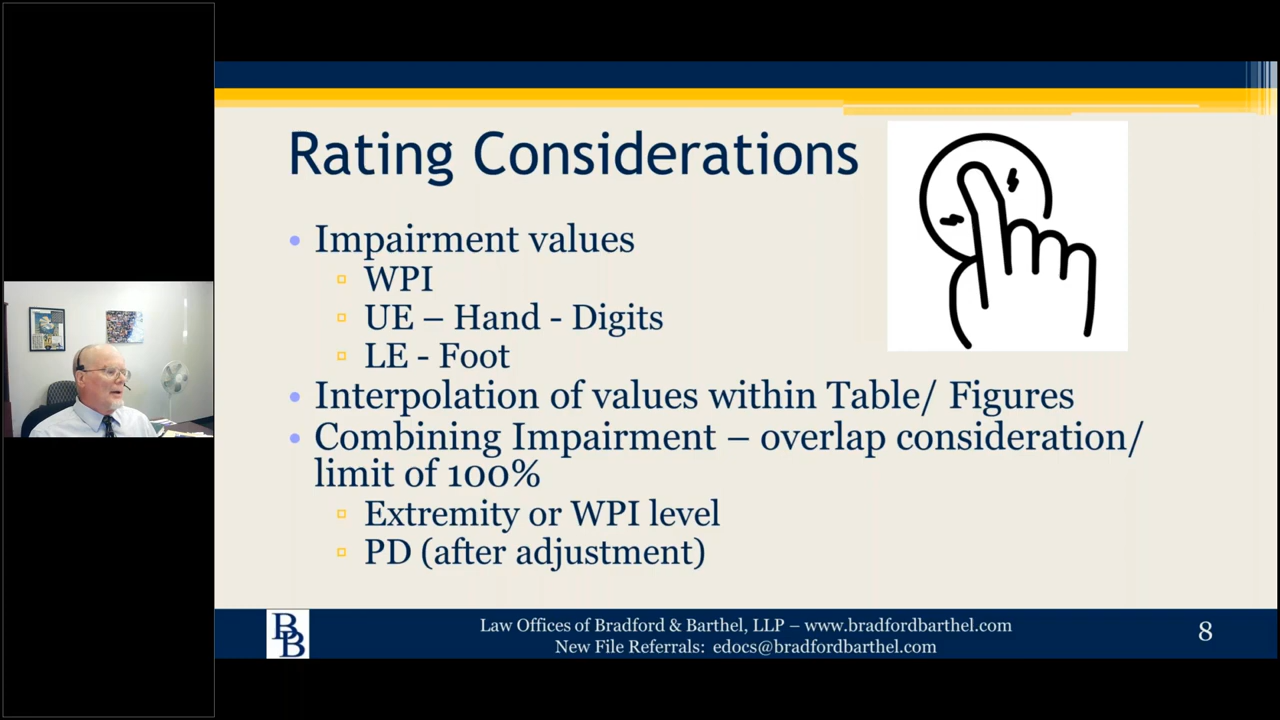 Rating Considerations
• Impairment values
▫ WPI
▫ UE – Hand - Digits
▫ LE - Foot
• Interpolation of values within Table/ Figures
• Combining Impairment – overlap consideration/
limit of 100%
▫ Extremity or WPI level
▫ PD (after adjustment)
BB
Law Offices of Bradford & Barthel, LLP – www.bradfordbarthel.com
New File Referrals: edocs@bradfordbarthel.com
8